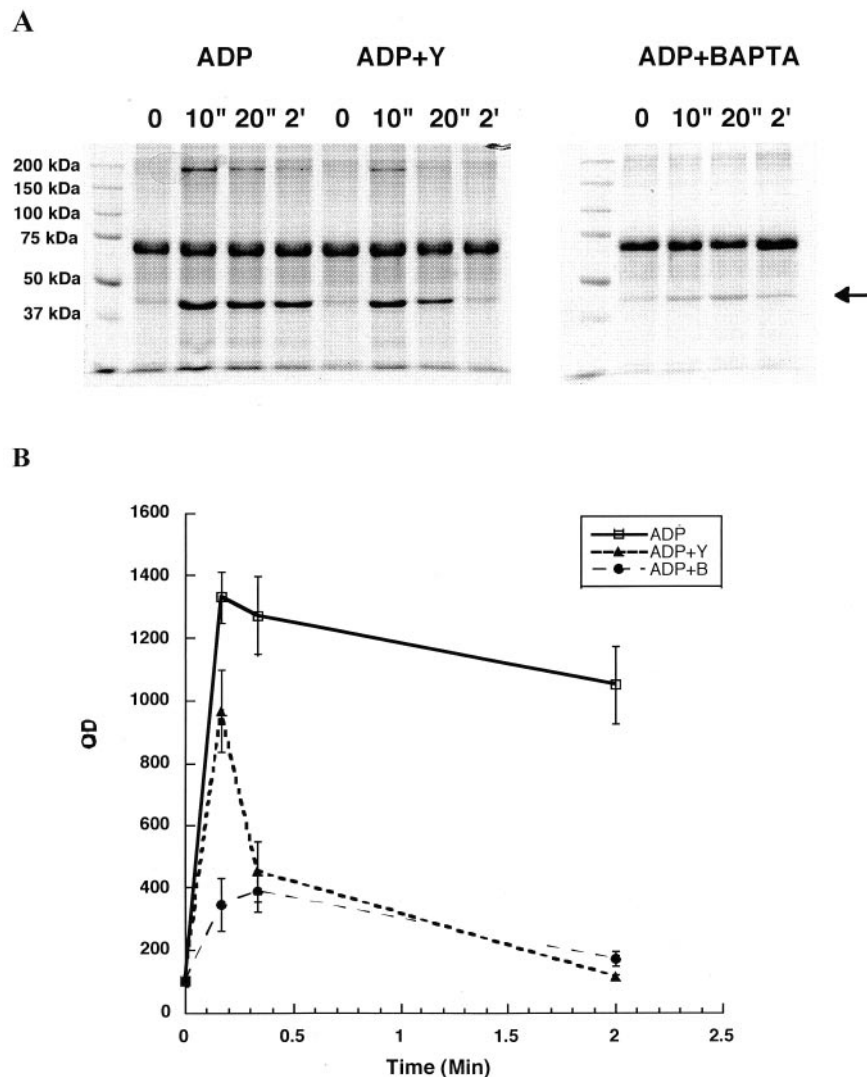 A
ADP ADP+Y ADP+BAPTA
0 10" 20" 2' 0 10" 20" 2' 0 10" 20" 2'
200 kDa
150 kDa
100 kDa
75 kDa
50 kDa
37 kDa
B
1600
1400
1200
1000
800
600
400
200
0
OD
ADP
ADP+Y
ADP+B
0 0.5 1 1.5 2 2.5
Time (Min)